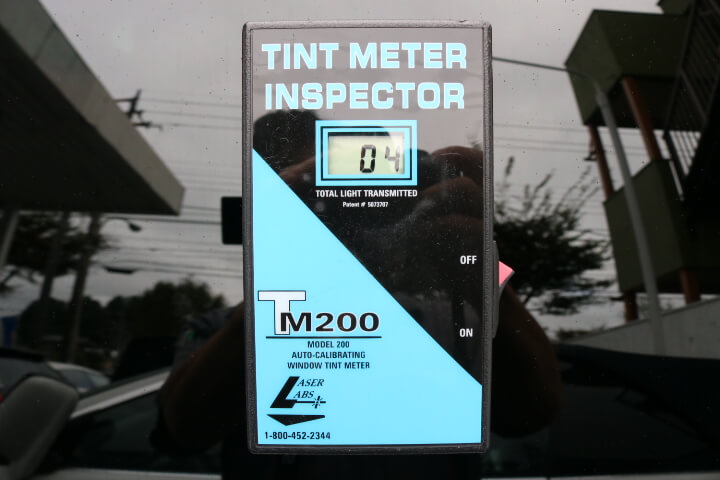 TINT METER
INSPECTOR
04
TOTAL LIGHT TRANSMITTED
Patent # 5073707
OFF
ON
TM200
MODEL 200
AUTO-CALIBRATING
WINDOW TINT METER
LASER
LABS
1-800-452-2344